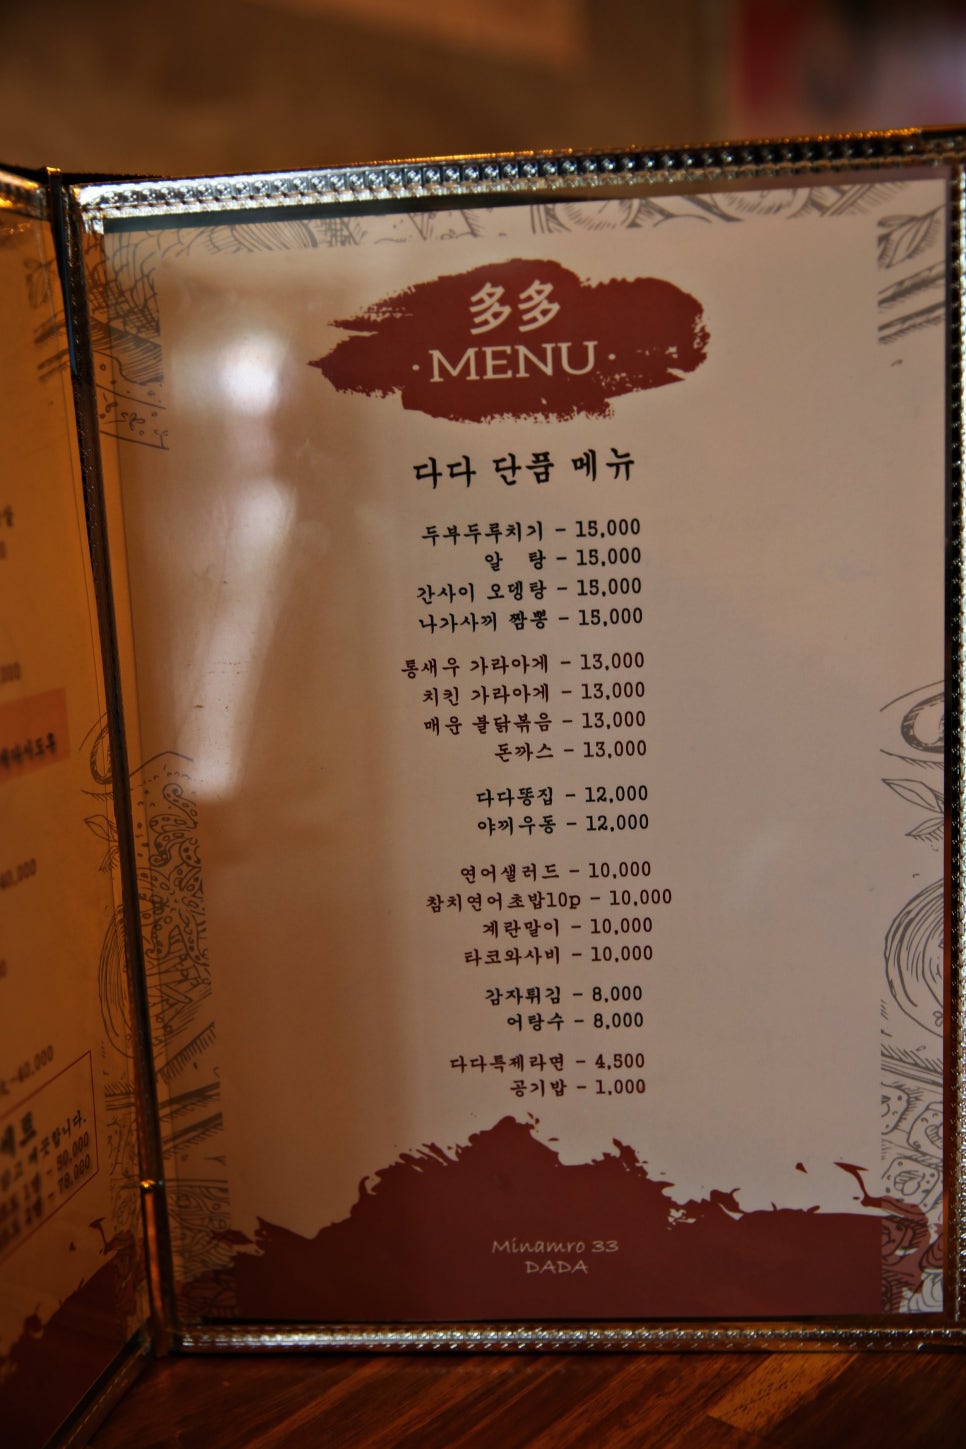 多多
·MENU·
다다 단품 메뉴
두부두루치기 - 15,000
알 탕 - 15,000
간사이 오뎅탕 - 15,000
나가사끼 짬뽕 - 15,000
통새우 가라아게 - 13,000
치킨 가라아게 - 13,000
매운 불닭볶음 - 13,000
돈까스 - 13,000
다다똥집 - 12,000
야끼우동 - 12,000
연어샐러드 - 10,000
참치연어초밥10p - 10,000
계란말이 - 10,000
타코와사비 - 10,000
감자튀김 - 8,000
어탕수 - 8,000
다다특제라면 - 4,500
공기밥 - 1,000
Minamro 33
DADA